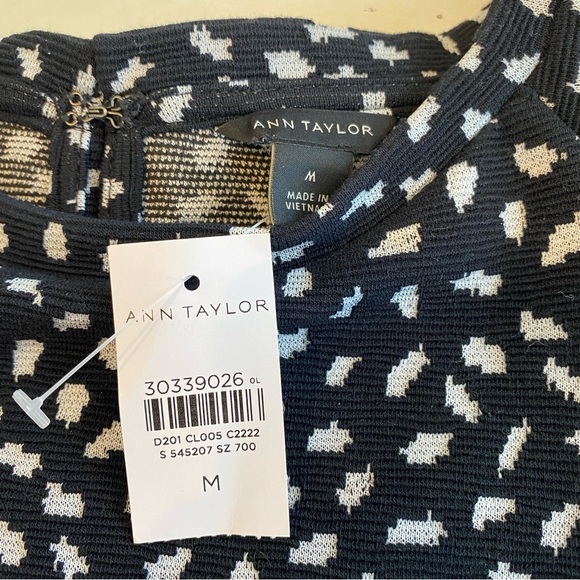 ANN TAYLOR
M
MADE IN
VIETNAM
ANN TAYLOR
30339026 OL
D201 CL005 C2222
S 545207 SZ 700
M